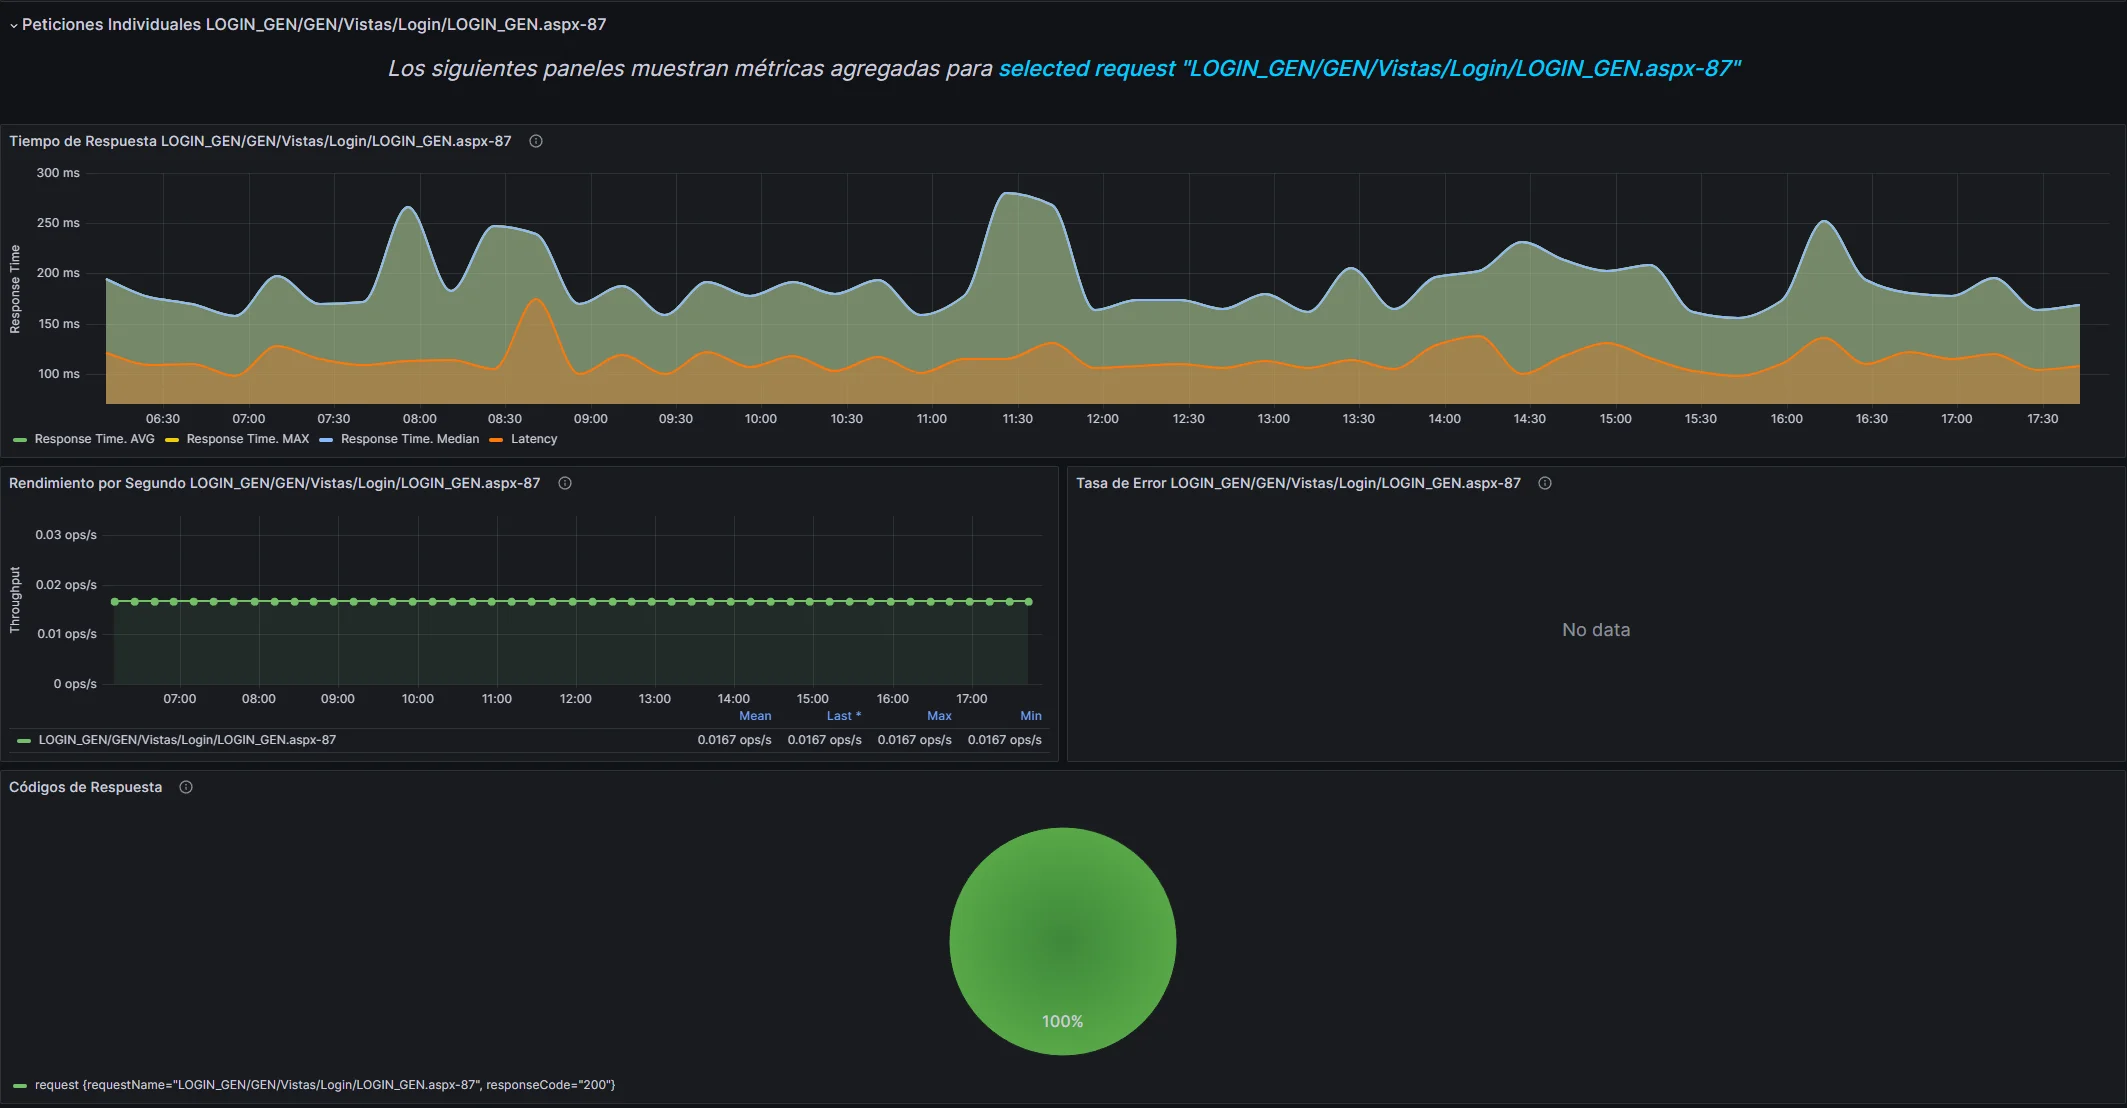 Peticiones Individuales LOGIN_GEN/GEN/Vistas/Login/LOGIN_GEN.aspx-87
Los siguientes paneles muestran métricas agregadas para selected request "LOGIN_GEN/GEN/Vistas/Login/LOGIN_GEN.aspx-87"
Tiempo de Respuesta LOGIN_GEN/GEN/Vistas/Login/LOGIN_GEN.aspx-87
Response Time
300 ms
250 ms
200 ms
150 ms
100 ms
06:30 07:00 07:30 08:00 08:30 09:00 09:30 10:00 10:30 11:00 11:30 12:00 12:30 13:00 13:30 14:00 14:30 15:00 15:30 16:00 16:30 17:00 17:30
Response Time. AVG Response Time. MAX Response Time. Median Latency
Rendimiento por Segundo LOGIN_GEN/GEN/Vistas/Login/LOGIN_GEN.aspx-87
Throughput
0.03 ops/s
0.02 ops/s
0.01 ops/s
0 ops/s
07:00 08:00 09:00 10:00 11:00 12:00 13:00 14:00 15:00 16:00 17:00
Mean Last * Max Min
LOGIN_GEN/GEN/Vistas/Login/LOGIN_GEN.aspx-87 0.0167 ops/s 0.0167 ops/s 0.0167 ops/s 0.0167 ops/s
Tasa de Error LOGIN_GEN/GEN/Vistas/Login/LOGIN_GEN.aspx-87
No data
Códigos de Respuesta
100%
request {requestName="LOGIN_GEN/GEN/Vistas/Login/LOGIN_GEN.aspx-87", responseCode="200"}